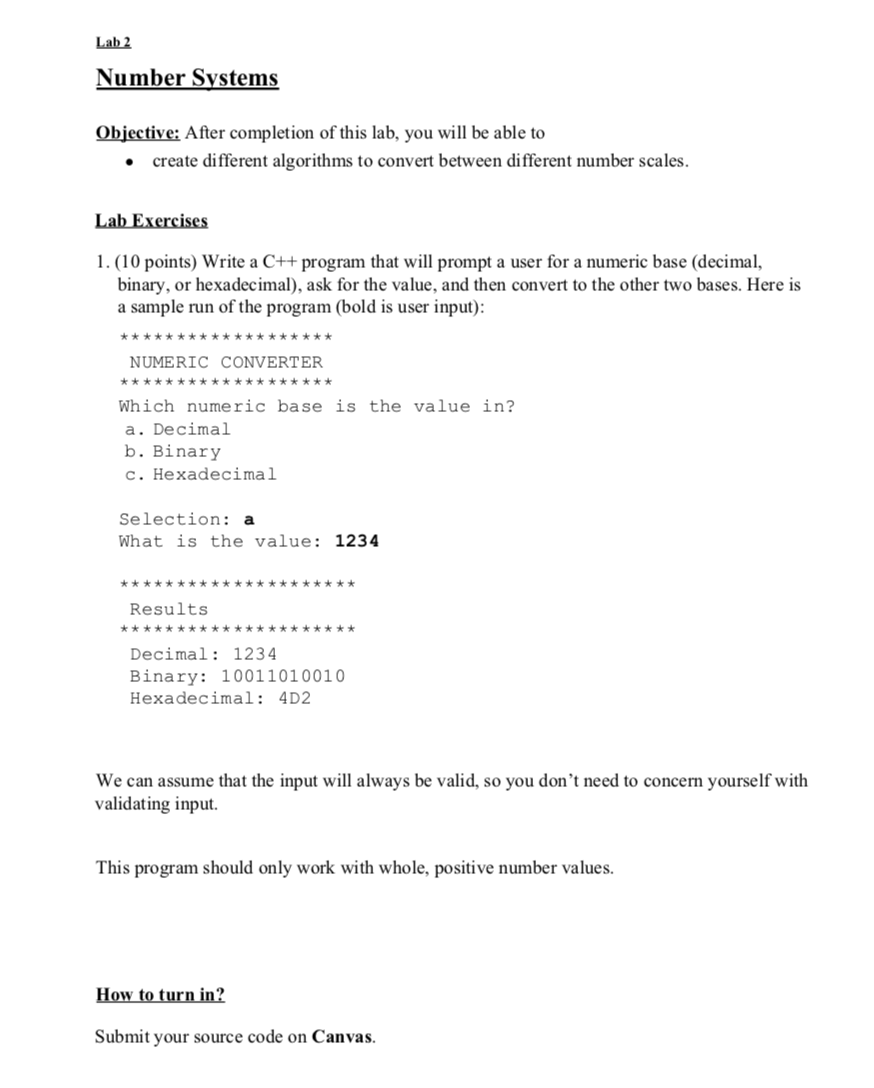 Lab 2
Number Systems
Objective: After completion of this lab, you will be able to
• create different algorithms to convert between different number scales.
Lab Exercises
1. (10 points) Write a C++ program that will prompt a user for a numeric base (decimal,
binary, or hexadecimal), ask for the value, and then convert to the other two bases. Here is
a sample run of the program (bold is user input):
*******************
NUMERIC CONVERTER
*******************
Which numeric base is the value in?
a. Decimal
b. Binary
c. Hexadecimal
Selection: a
What is the value: 1234
*********************
Results
*********************
Decimal: 1234
Binary: 10011010010
Hexadecimal: 4D2
We can assume that the input will always be valid, so you don’t need to concern yourself with
validating input.
This program should only work with whole, positive number values.
How to turn in?
Submit your source code on Canvas.